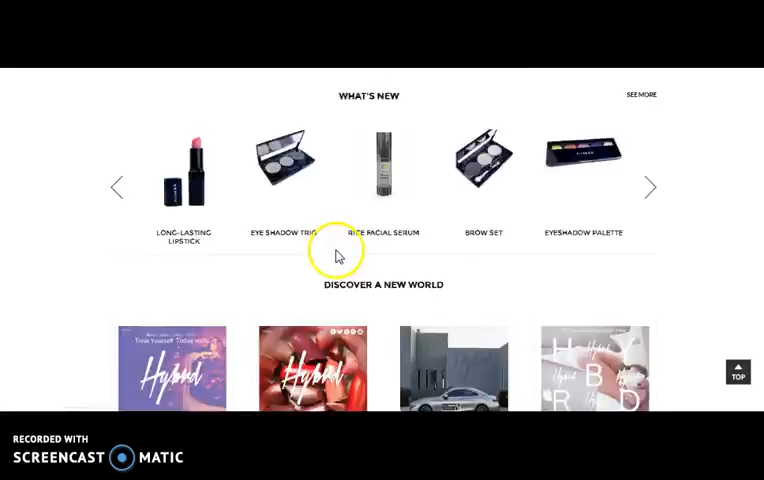 WHAT'S NEW
SEE MORE
LONG-LASTING
LIPSTICK
EYE SHADOW TRIO
RICE FACIAL SERUM
BROW SET
EYESHADOW PALETTE
DISCOVER A NEW WORLD
Treat Yourself Today With
Hybrid
Hybrid
H
B
R D
TOP
RECORDED WITH
SCREENCAST MATIC